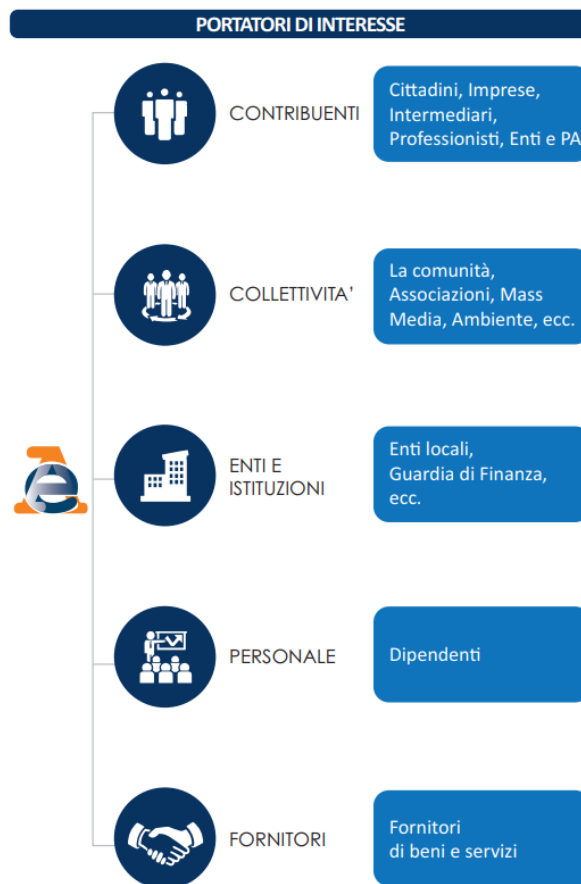 PORTATORI DI INTERESSE
CONTRIBUENTI
Cittadini, Imprese,
Intermediari,
Professionisti, Enti e PA
COLLETTIVITA'
La comunità,
Associazioni, Mass
Media, Ambiente, ecc.
ENTI E
ISTITUZIONI
Enti locali,
Guardia di Finanza,
ecc.
PERSONALE
Dipendenti
FORNITORI
Fornitori
di beni e servizi